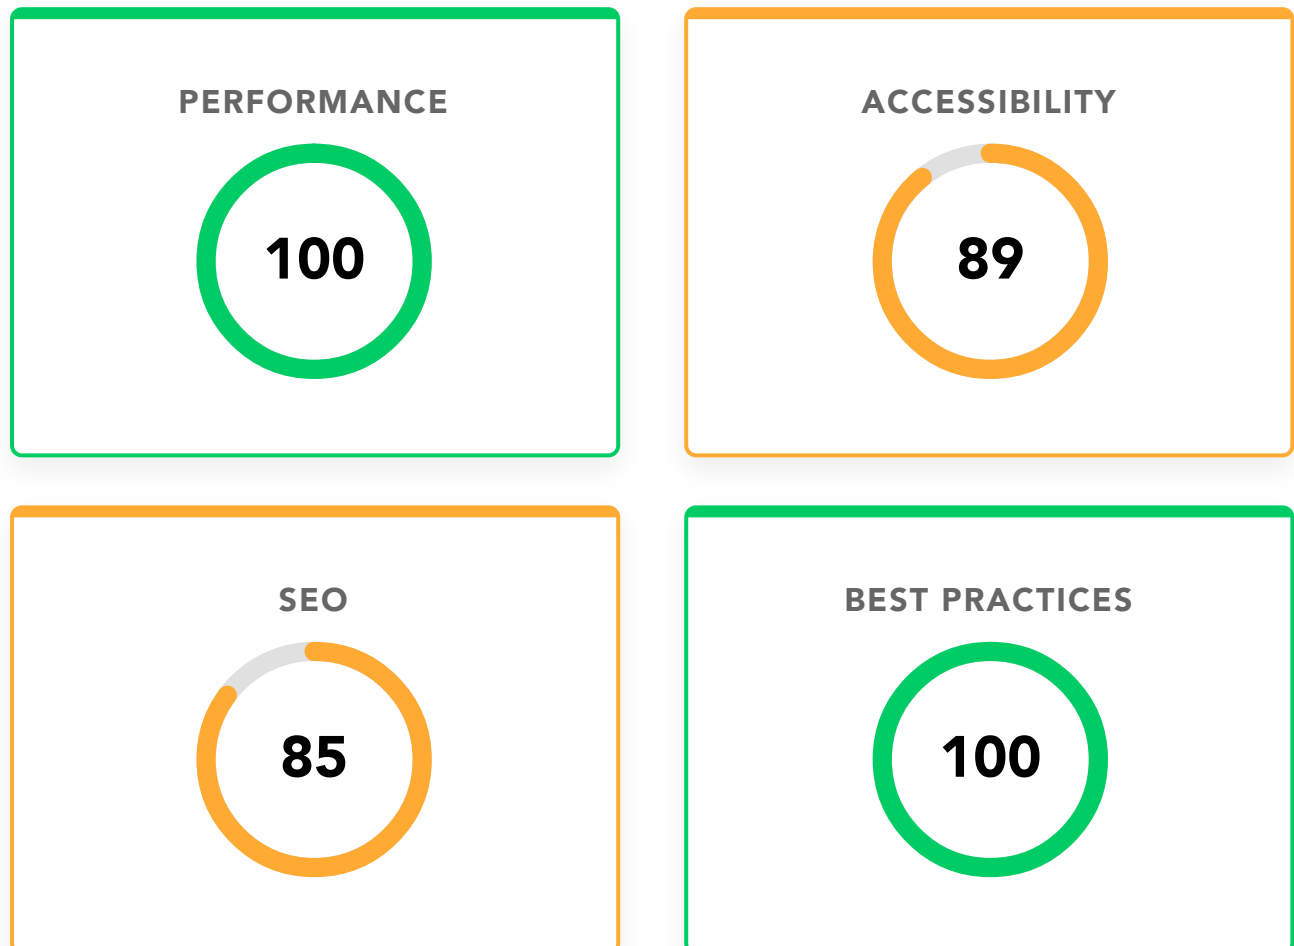 PERFORMANCE
100
ACCESSIBILITY
89
SEO
85
BEST PRACTICES
100